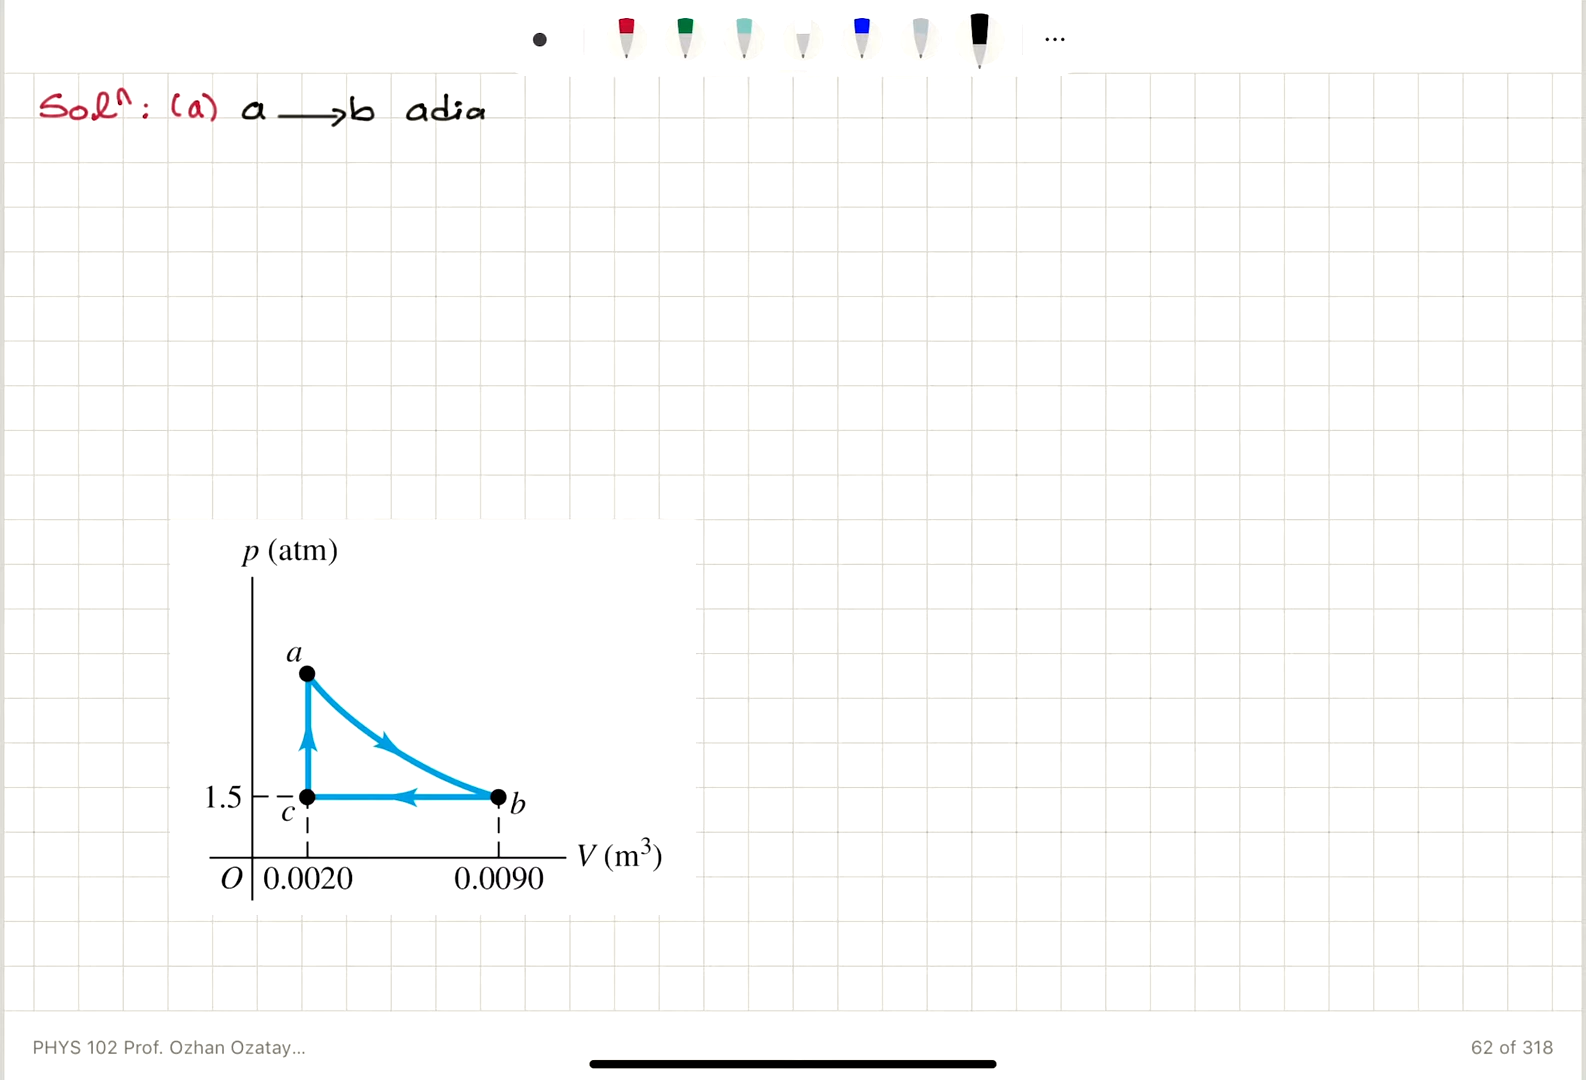 Solⁿ: (a) a ⟶ b adia
p (atm)
a
1.5
c
b
V (m³)
O 0.0020 0.0090
PHYS 102 Prof. Ozhan Ozatay...
62 of 318